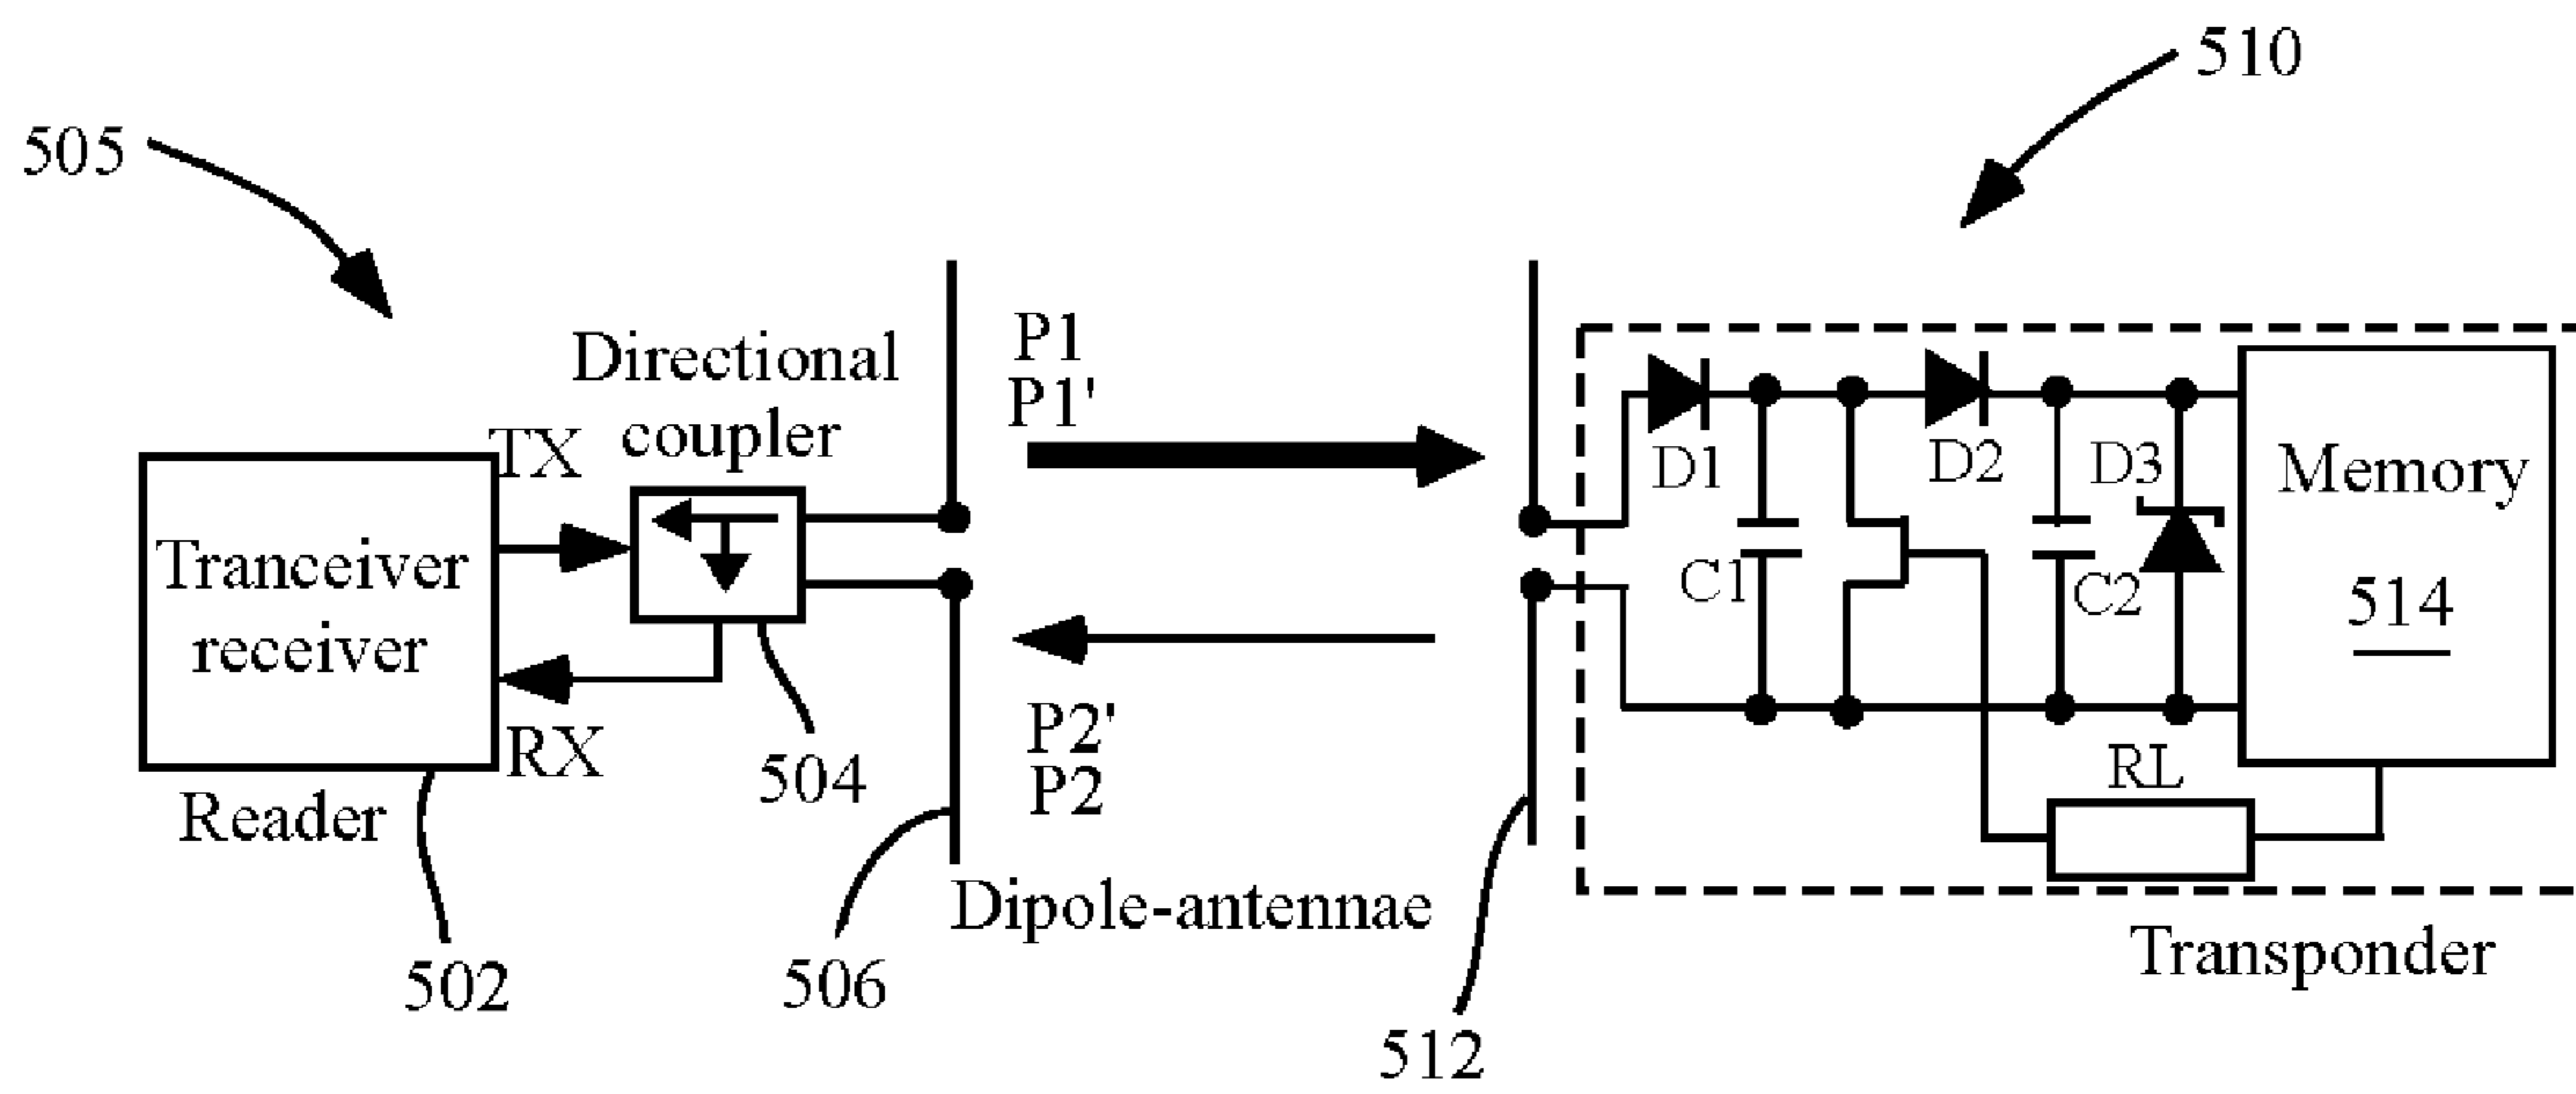 510
505
Directional
coupler
P1
P1'
TX
Tranceiver
receiver
RX
Reader
502
504
506
P2'
P2
Dipole-antennae
512
D1
C1
D2
D3
C2
Memory
514
RL
Transponder